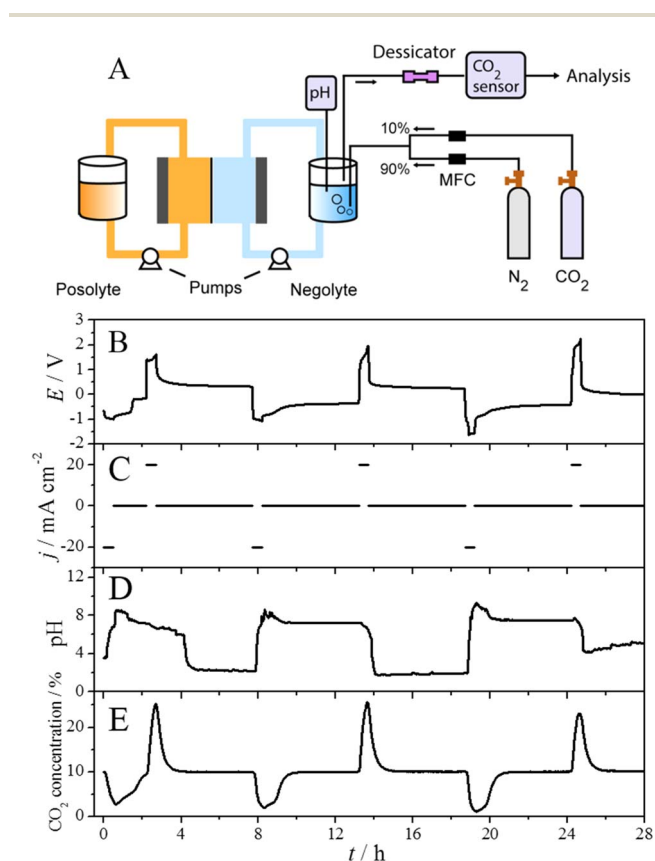 A
Dessicator
CO2 sensor
Analysis
pH
10%
90%
MFC
Posolyte
Pumps
Negolyte
N2
CO2
B
E / V
3
2
1
0
-1
-2
C
j / mA cm-2
20
0
-20
D
pH
12
8
4
0
E
CO2 concentration / %
20
10
0
0 4 8 12 16 20 24 28
t / h